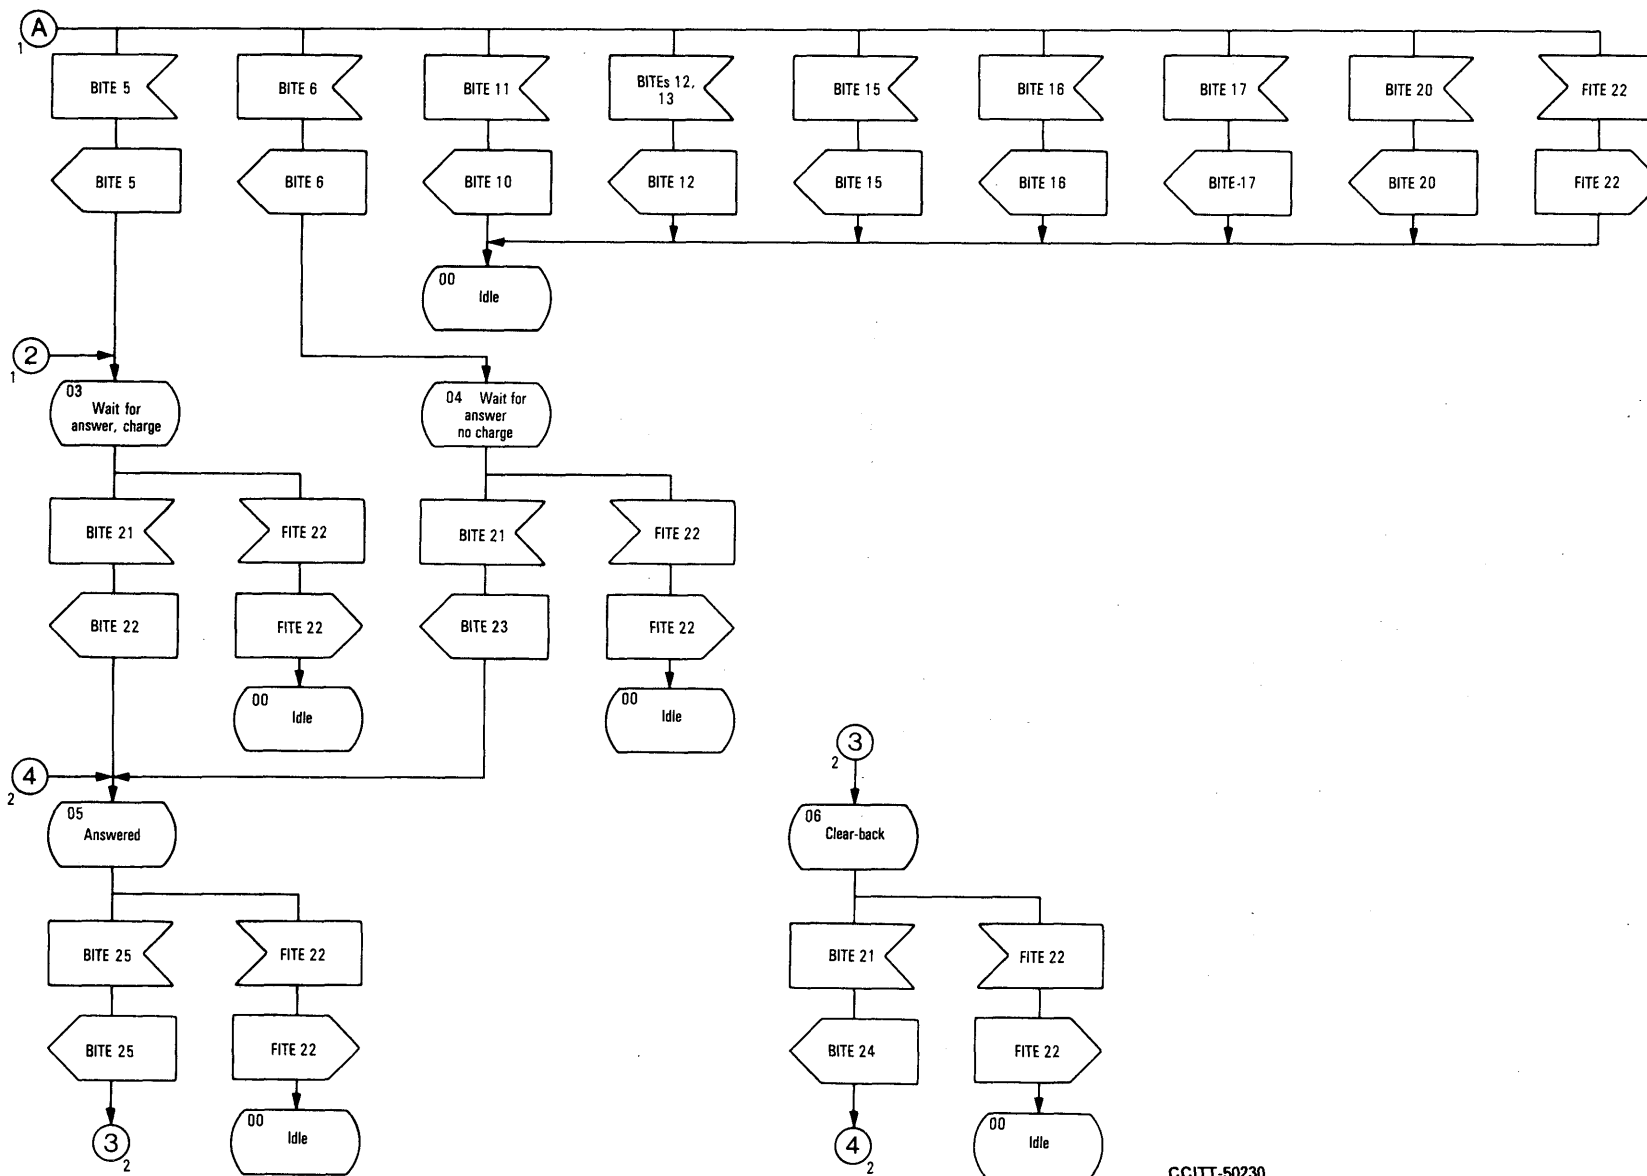 A
1
BITE 5
BITE 6
BITE 11
BITEs 12,
13
BITE 15
BITE 16
BITE 17
BITE 20
FITE 22
BITE 5
BITE 6
BITE 10
BITE 12
BITE 15
BITE 16
BITE-17
BITE 20
FITE 22
00
Idle
2
1
03
Wait for
answer, charge
04 Wait for
answer
no charge
BITE 21
FITE 22
BITE 21
FITE 22
BITE 22
FITE 22
BITE 23
FITE 22
00
Idle
00
Idle
4
2
3
2
05
Answered
06
Clear-back
BITE 25
FITE 22
BITE 21
FITE 22
BITE 25
FITE 22
BITE 24
FITE 22
3
2
00
Idle
4
2
00
Idle
CCITT-50230